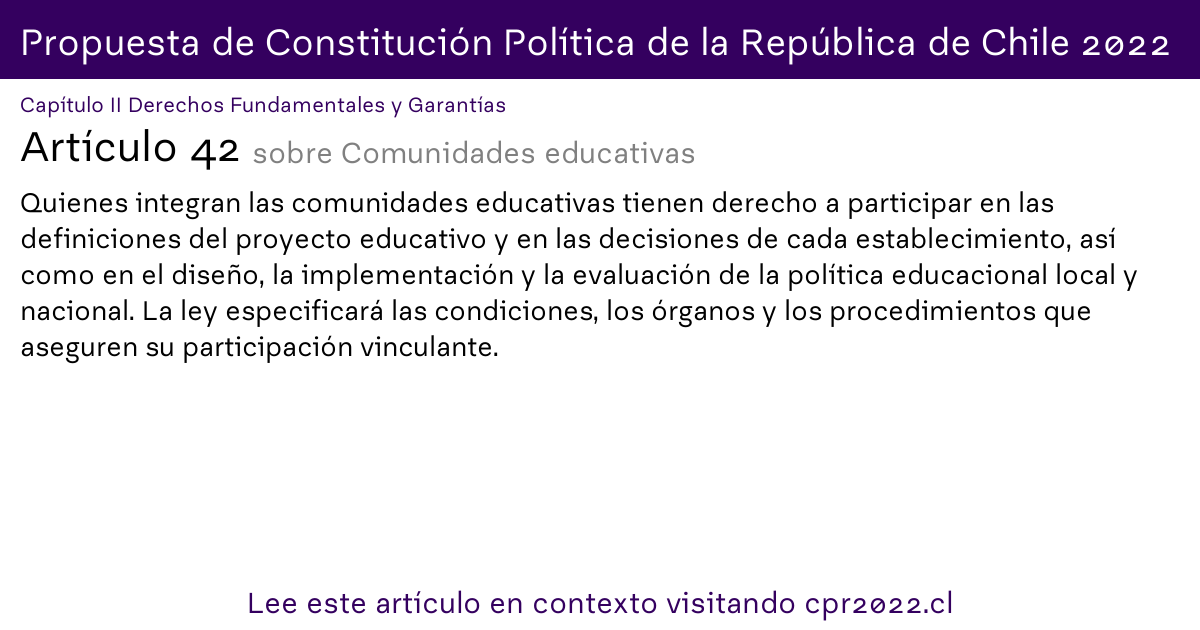 Propuesta de Constitución Política de la República de Chile 2022
Capítulo II Derechos Fundamentales y Garantías
Artículo 42 sobre Comunidades educativas
Quienes integran las comunidades educativas tienen derecho a participar en las
definiciones del proyecto educativo y en las decisiones de cada establecimiento, así
como en el diseño, la implementación y la evaluación de la política educacional local y
nacional. La ley especificará las condiciones, los órganos y los procedimientos que
aseguren su participación vinculante.
Lee este artículo en contexto visitando cpr2022.cl